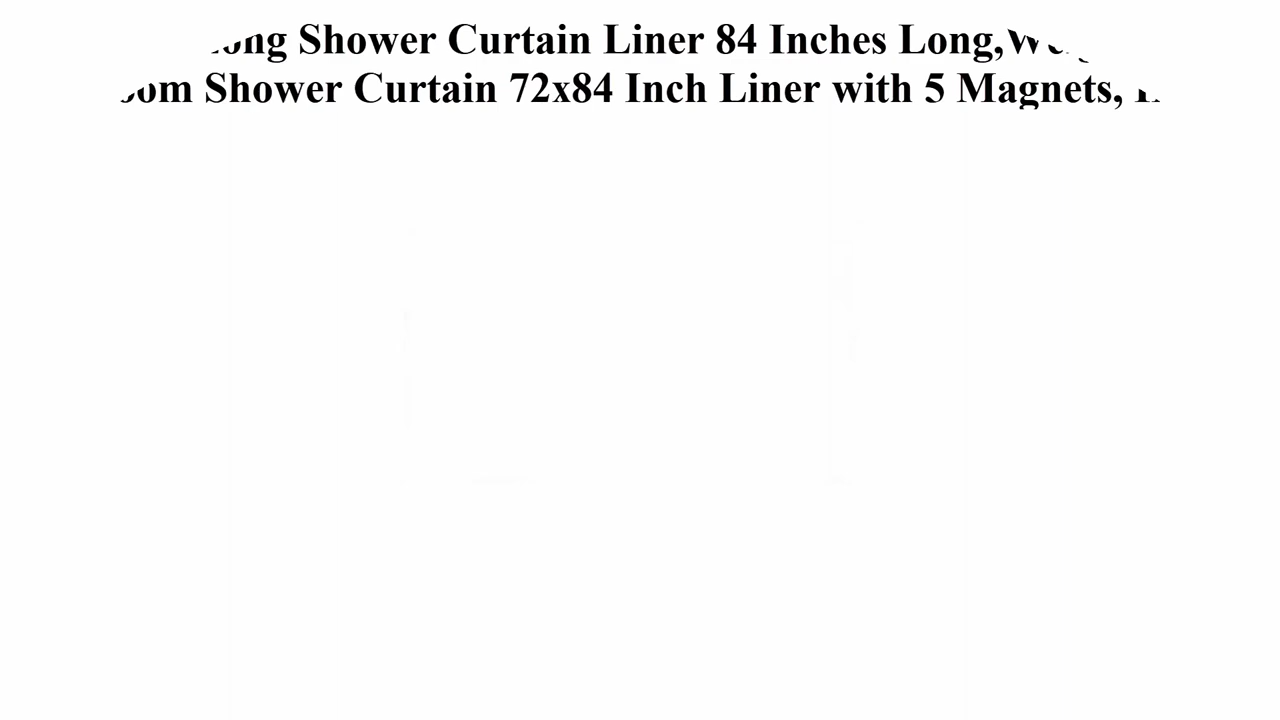 Shower Curtain Liner 84 Inches Long,
Shower Curtain 72x84 Inch Liner with 5 Magnets,